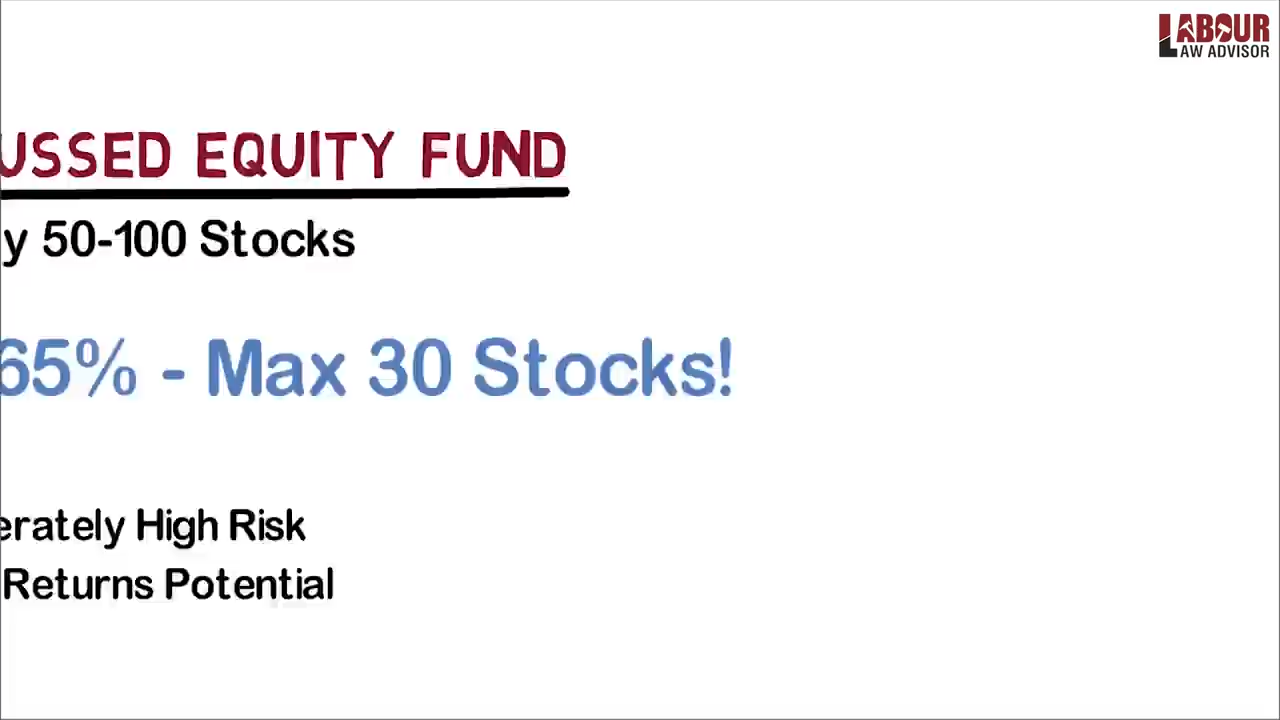 LABOUR
LAW ADVISOR
USSED EQUITY FUND
y 50-100 Stocks
65% - Max 30 Stocks!
erately High Risk
Returns Potential